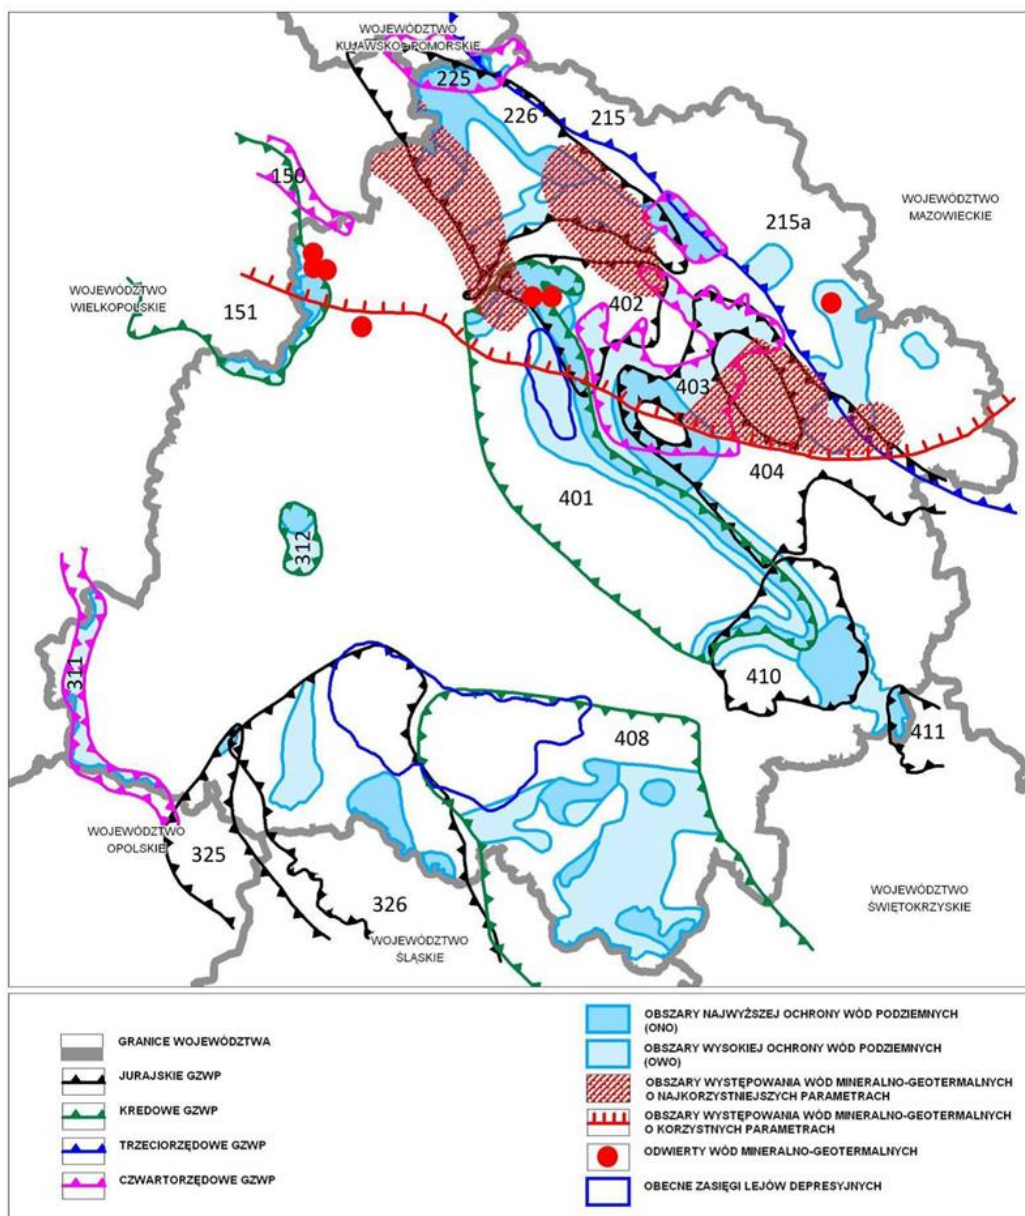 WOJEWÓDZTWO
KUJAWSKO-POMORSKIE
225
226
215
150
215a
WOJEWÓDZTWO
MAZOWIECKIE
WOJEWÓDZTWO
WIELKOPOLSKIE
151
402
403
404
401
312
311
410
411
408
WOJEWÓDZTWO
OPOLSKIE
325
326
WOJEWÓDZTWO
ŚLĄSKIE
WOJEWÓDZTWO
ŚWIĘTOKRZYSKIE
GRANICE WOJEWÓDZTWA
JURAJSKIE GZWP
KREDOWE GZWP
TRZECIORZĘDOWE GZWP
CZWARTORZĘDOWE GZWP
OBSZARY NAJWYŻSZEJ OCHRONY WÓD PODZIEMNYCH
(ONO)
OBSZARY WYSOKIEJ OCHRONY WÓD PODZIEMNYCH
(OWO)
OBSZARY WYSTĘPOWANIA WÓD MINERALNO-GEOTERMALNYCH
O NAJKORZYSTNIEJSZYCH PARAMETRACH
OBSZARY WYSTĘPOWANIA WÓD MINERALNO-GEOTERMALNYCH
O KORZYSTNYCH PARAMETRACH
ODWIERTY WÓD MINERALNO-GEOTERMALNYCH
OBECNE ZASIĘGI LEJÓW DEPRESYJNYCH